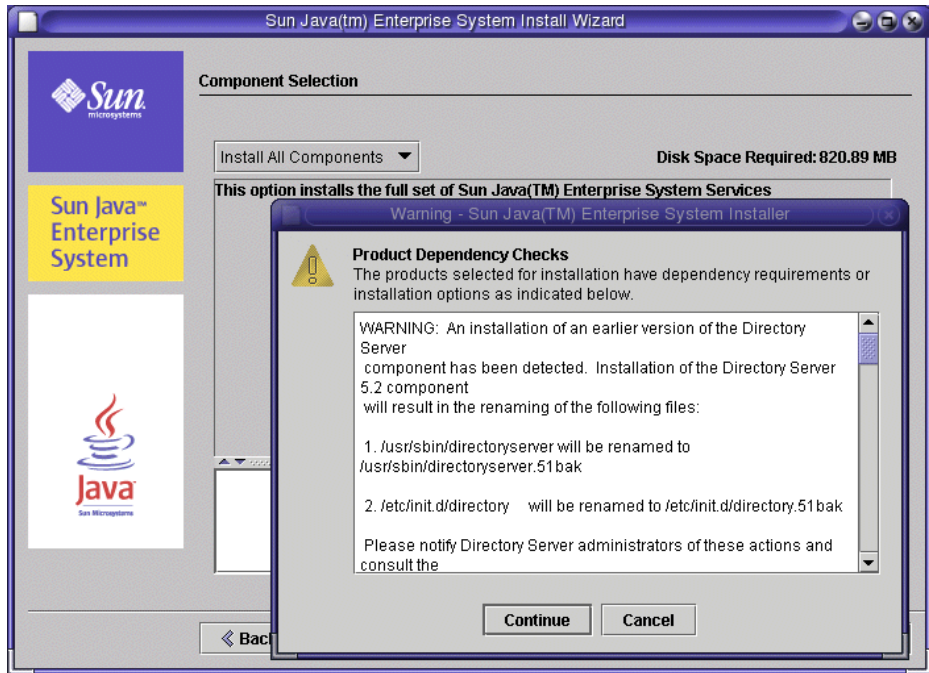 Sun Java(tm) Enterprise System Install Wizard
Sun
microsystems
Component Selection
Install All Components
Disk Space Required: 820.89 MB
This option installs the full set of Sun Java(TM) Enterprise System Services
Sun Java™
Enterprise
System
Warning - Sun Java(TM) Enterprise System Installer
Product Dependency Checks
The products selected for installation have dependency requirements or
installation options as indicated below.
WARNING: An installation of an earlier version of the Directory
Server
component has been detected. Installation of the Directory Server
5.2 component
will result in the renaming of the following files:
1. /usr/sbin/directoryserver will be renamed to
/usr/sbin/directoryserver.51bak
2. /etc/init.d/directory will be renamed to /etc/init.d/directory.51bak
Please notify Directory Server administrators of these actions and
consult the
Java
Sun Microsystems
Continue
Cancel
Bac